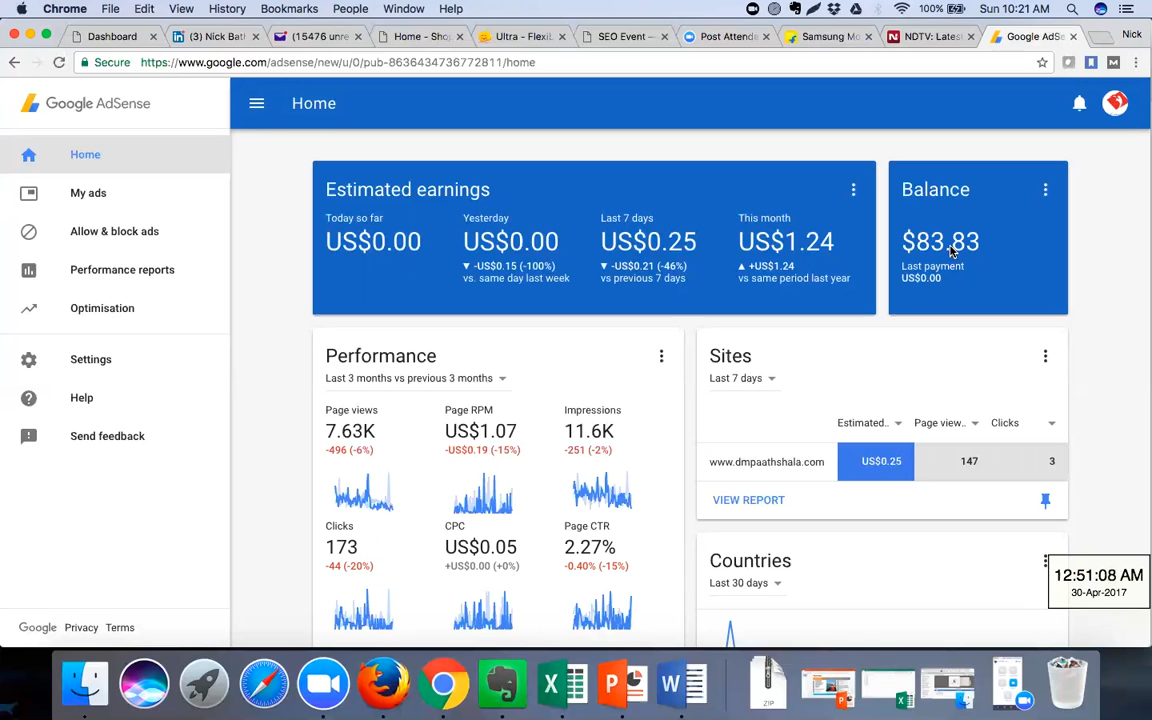 Chrome File Edit View History Bookmarks People Window Help 100% Sun 10:21 AM
Dashboard × (3) Nick Bat × (15476 unre × Home - Sho × Ultra - Flexib × SEO Event – × Post Attenda × Samsung Mo × NDTV: Lates × Google AdSe × Nick
Secure https://www.google.com/adsense/new/u/0/pub-8636434736772811/home
Google AdSense
Home
Home
My ads
Allow & block ads
Performance reports
Optimisation
Settings
Help
Send feedback
Google Privacy Terms
Estimated earnings
Today so far
US$0.00
Yesterday
US$0.00
-US$0.15 (-100%)
vs. same day last week
Last 7 days
US$0.25
-US$0.21 (-46%)
vs previous 7 days
This month
US$1.24
+US$1.24
vs same period last year
Balance
$83.83
Last payment
US$0.00
Performance
Last 3 months vs previous 3 months
Page views
7.63K
-496 (-6%)
Page RPM
US$1.07
-US$0.19 (-15%)
Impressions
11.6K
-251 (-2%)
Clicks
173
-44 (-20%)
CPC
US$0.05
+US$0.00 (+0%)
Page CTR
2.27%
-0.40% (-15%)
Sites
Last 7 days
Estimated.. Page view.. Clicks
www.dmpaathshala.com US$0.25 147 3
VIEW REPORT
Countries
Last 30 days
12:51:08 AM
30-Apr-2017
ZIP